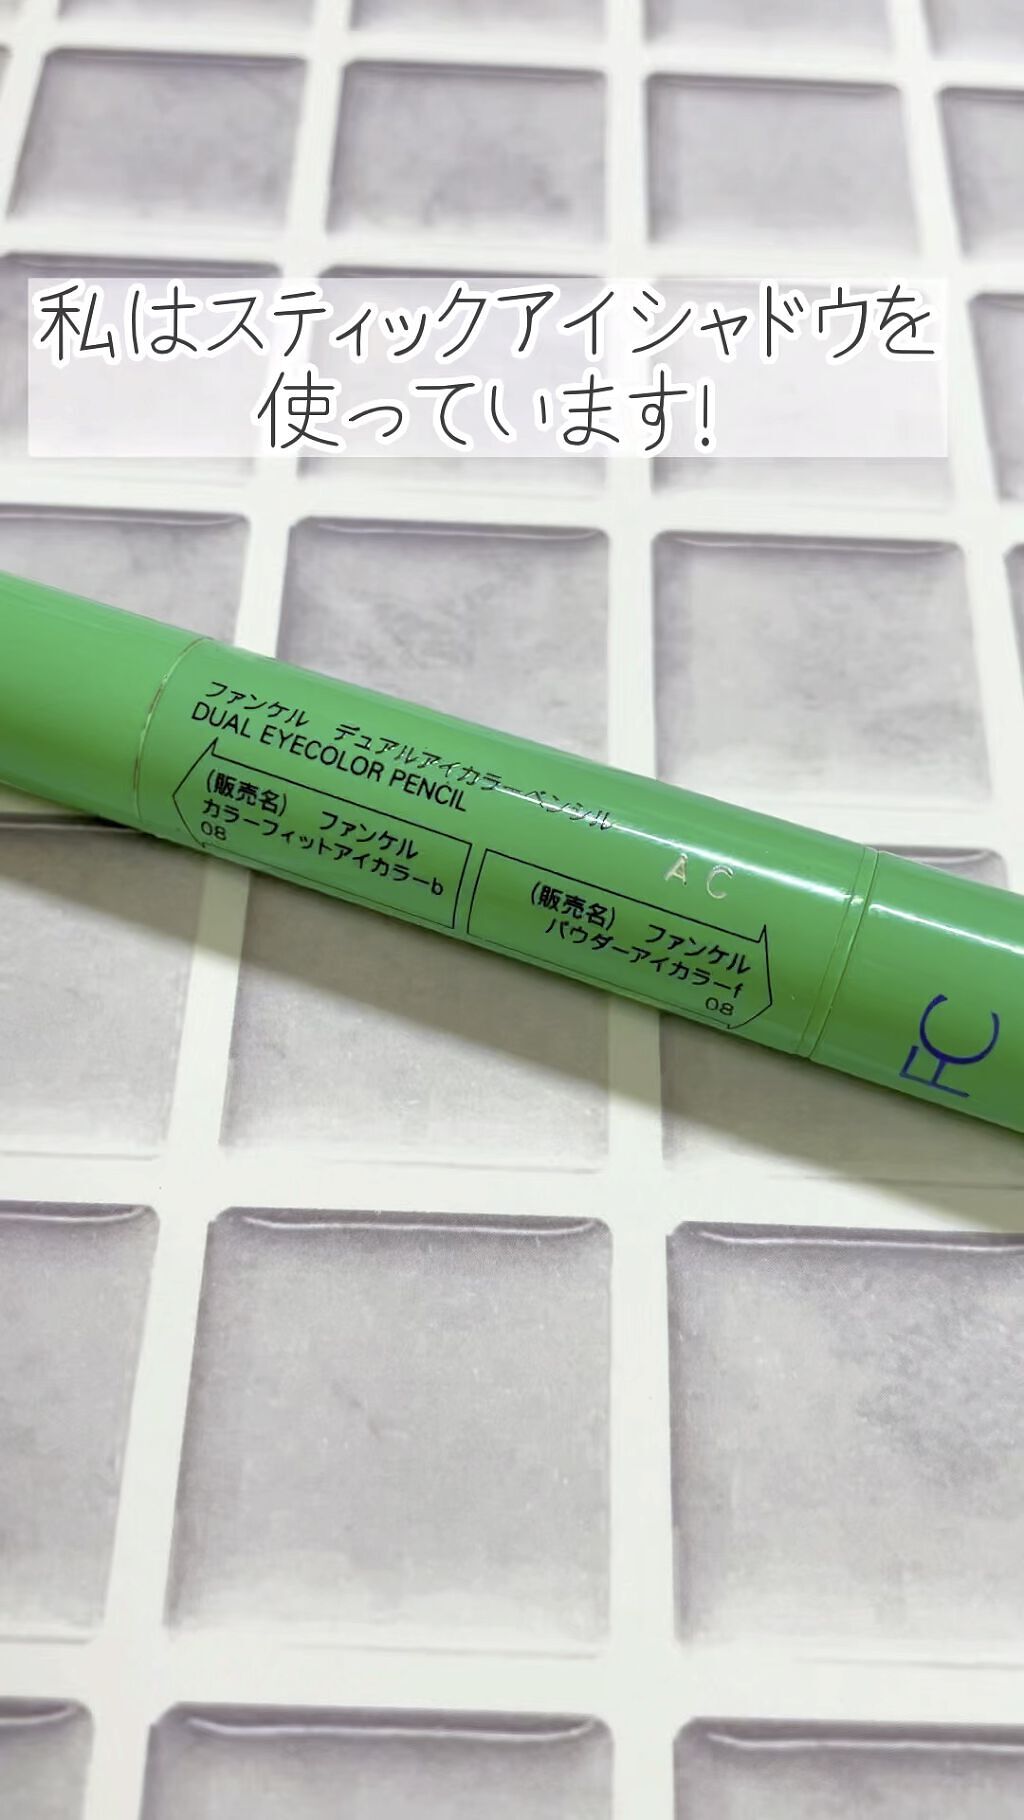 私はスティックアイシャドウを
使っています!
ファンケル デュアルアイカラーペンシル
DUAL EYECOLOR PENCIL
(販売名) ファンケル
カラーフィットアイカラーb
08
AC
(販売名) ファンケル
パウダーアイカラーf
08
FC